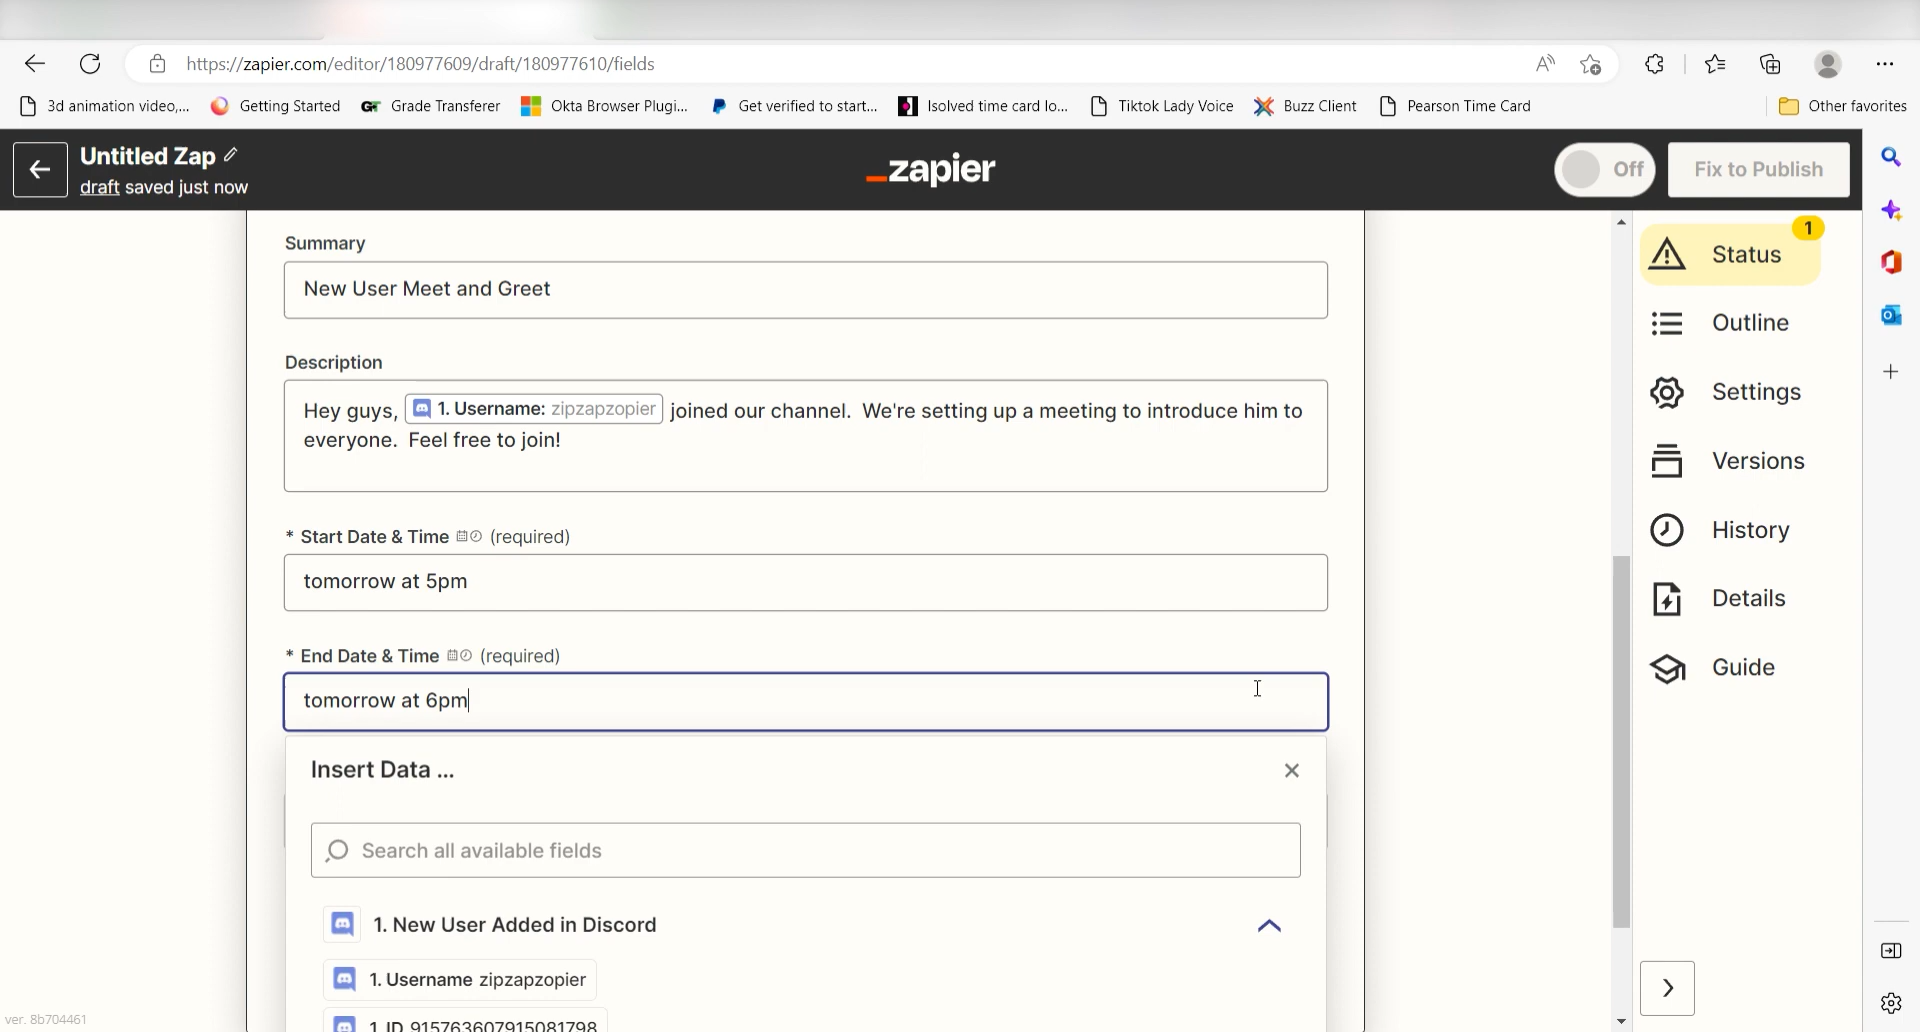 https://zapier.com/editor/180977609/draft/180977610/fields
3d animation video,...
Getting Started
Grade Transferer
Okta Browser Plugi...
Get verified to start...
Isolved time card lo...
Tiktok Lady Voice
Buzz Client
Pearson Time Card
Other favorites
Untitled Zap
draft saved just now
zapier
Off
Fix to Publish
Summary
New User Meet and Greet
Description
Hey guys, 1. Username: zipzapzopier joined our channel.  We're setting up a meeting to introduce him to
everyone.  Feel free to join!
* Start Date & Time (required)
tomorrow at 5pm
* End Date & Time (required)
tomorrow at 6pm
Insert Data ...
Search all available fields
1. New User Added in Discord
1. Username zipzapzopier
1. ID 915763607915081798
1
Status
Outline
Settings
Versions
History
Details
Guide
ver. 8b704461